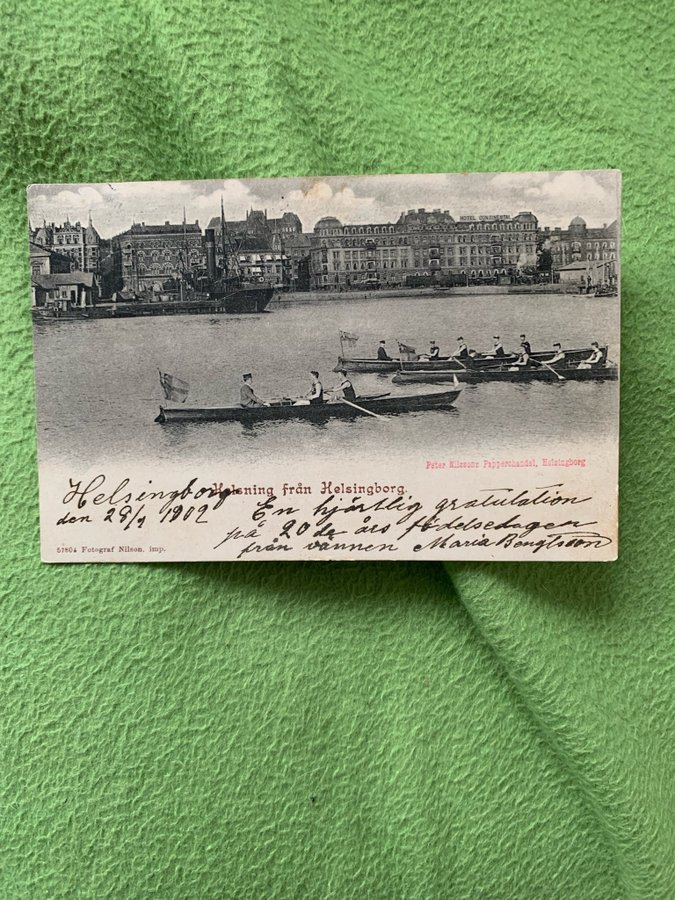 HOTEL CONTINENTAL
Peter Nilssons Pappershandel, Helsingborg
Helsning från Helsingborg.
Helsingborg
den 28/9 1902
En hjärtlig gratulation
på 20de års födelsedagen
från vännen Maria Bengtsson
57804 Fotograf Nilson. imp.